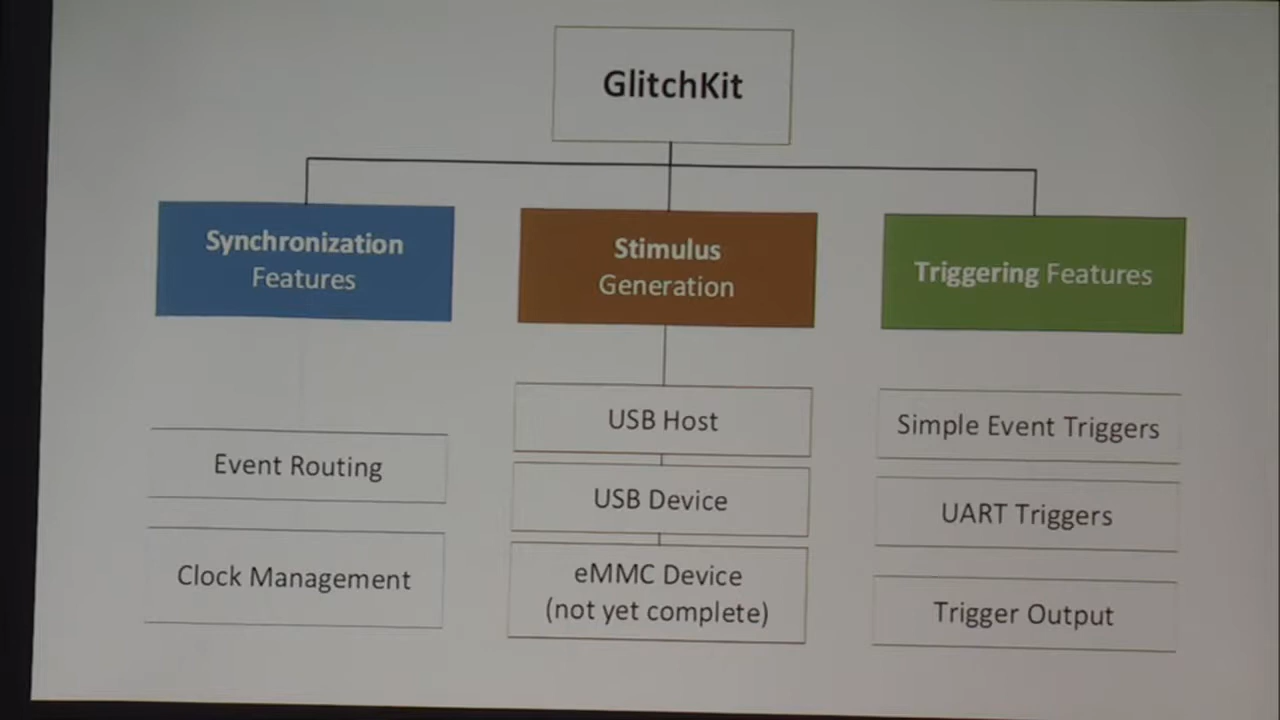 GlitchKit
Synchronization
Features
Stimulus
Generation
Triggering Features
Event Routing
Clock Management
USB Host
USB Device
eMMC Device
(not yet complete)
Simple Event Triggers
UART Triggers
Trigger Output